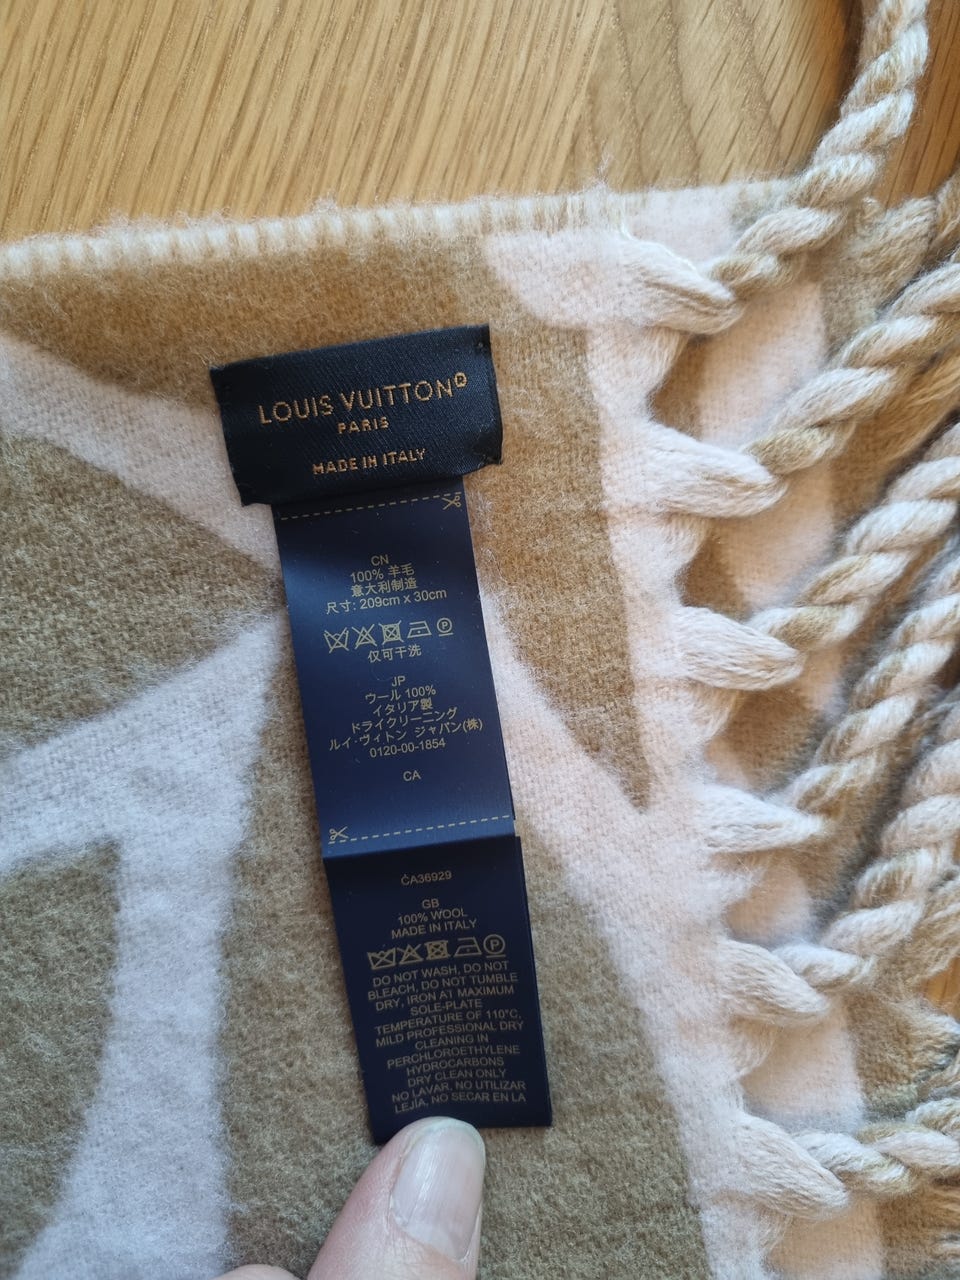 LOUIS VUITTON®
PARIS
MADE IN ITALY
CN
100% 羊毛
意大利制造
尺寸: 209cm x 30cm
仅可干洗
JP
ウール 100%
イタリア製
ドライクリーニング
ルイ・ヴィトン ジャパン(株)
0120-00-1854
CA
CA36929
GB
100% WOOL
MADE IN ITALY
DO NOT WASH, DO NOT
BLEACH, DO NOT TUMBLE
DRY, IRON AT MAXIMUM
SOLE-PLATE
TEMPERATURE OF 110°C,
MILD PROFESSIONAL DRY
CLEANING IN
PERCHLOROETHYLENE
HYDROCARBONS
DRY CLEAN ONLY
NO LAVAR, NO UTILIZAR
LEJÍA, NO SECAR EN LA